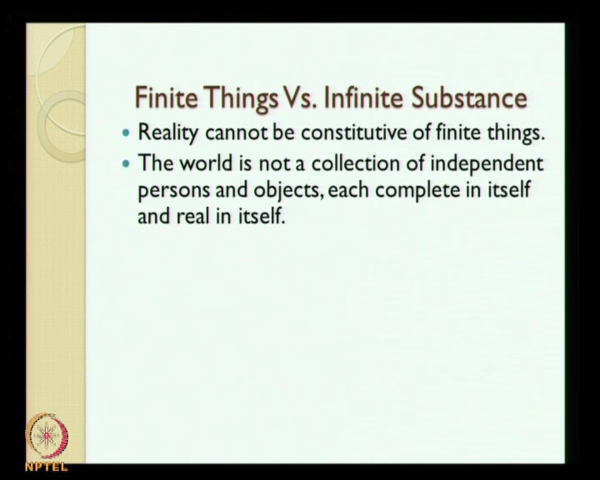 Finite Things Vs. Infinite Substance
• Reality cannot be constitutive of finite things.
• The world is not a collection of independent
persons and objects, each complete in itself
and real in itself.
NPTEL